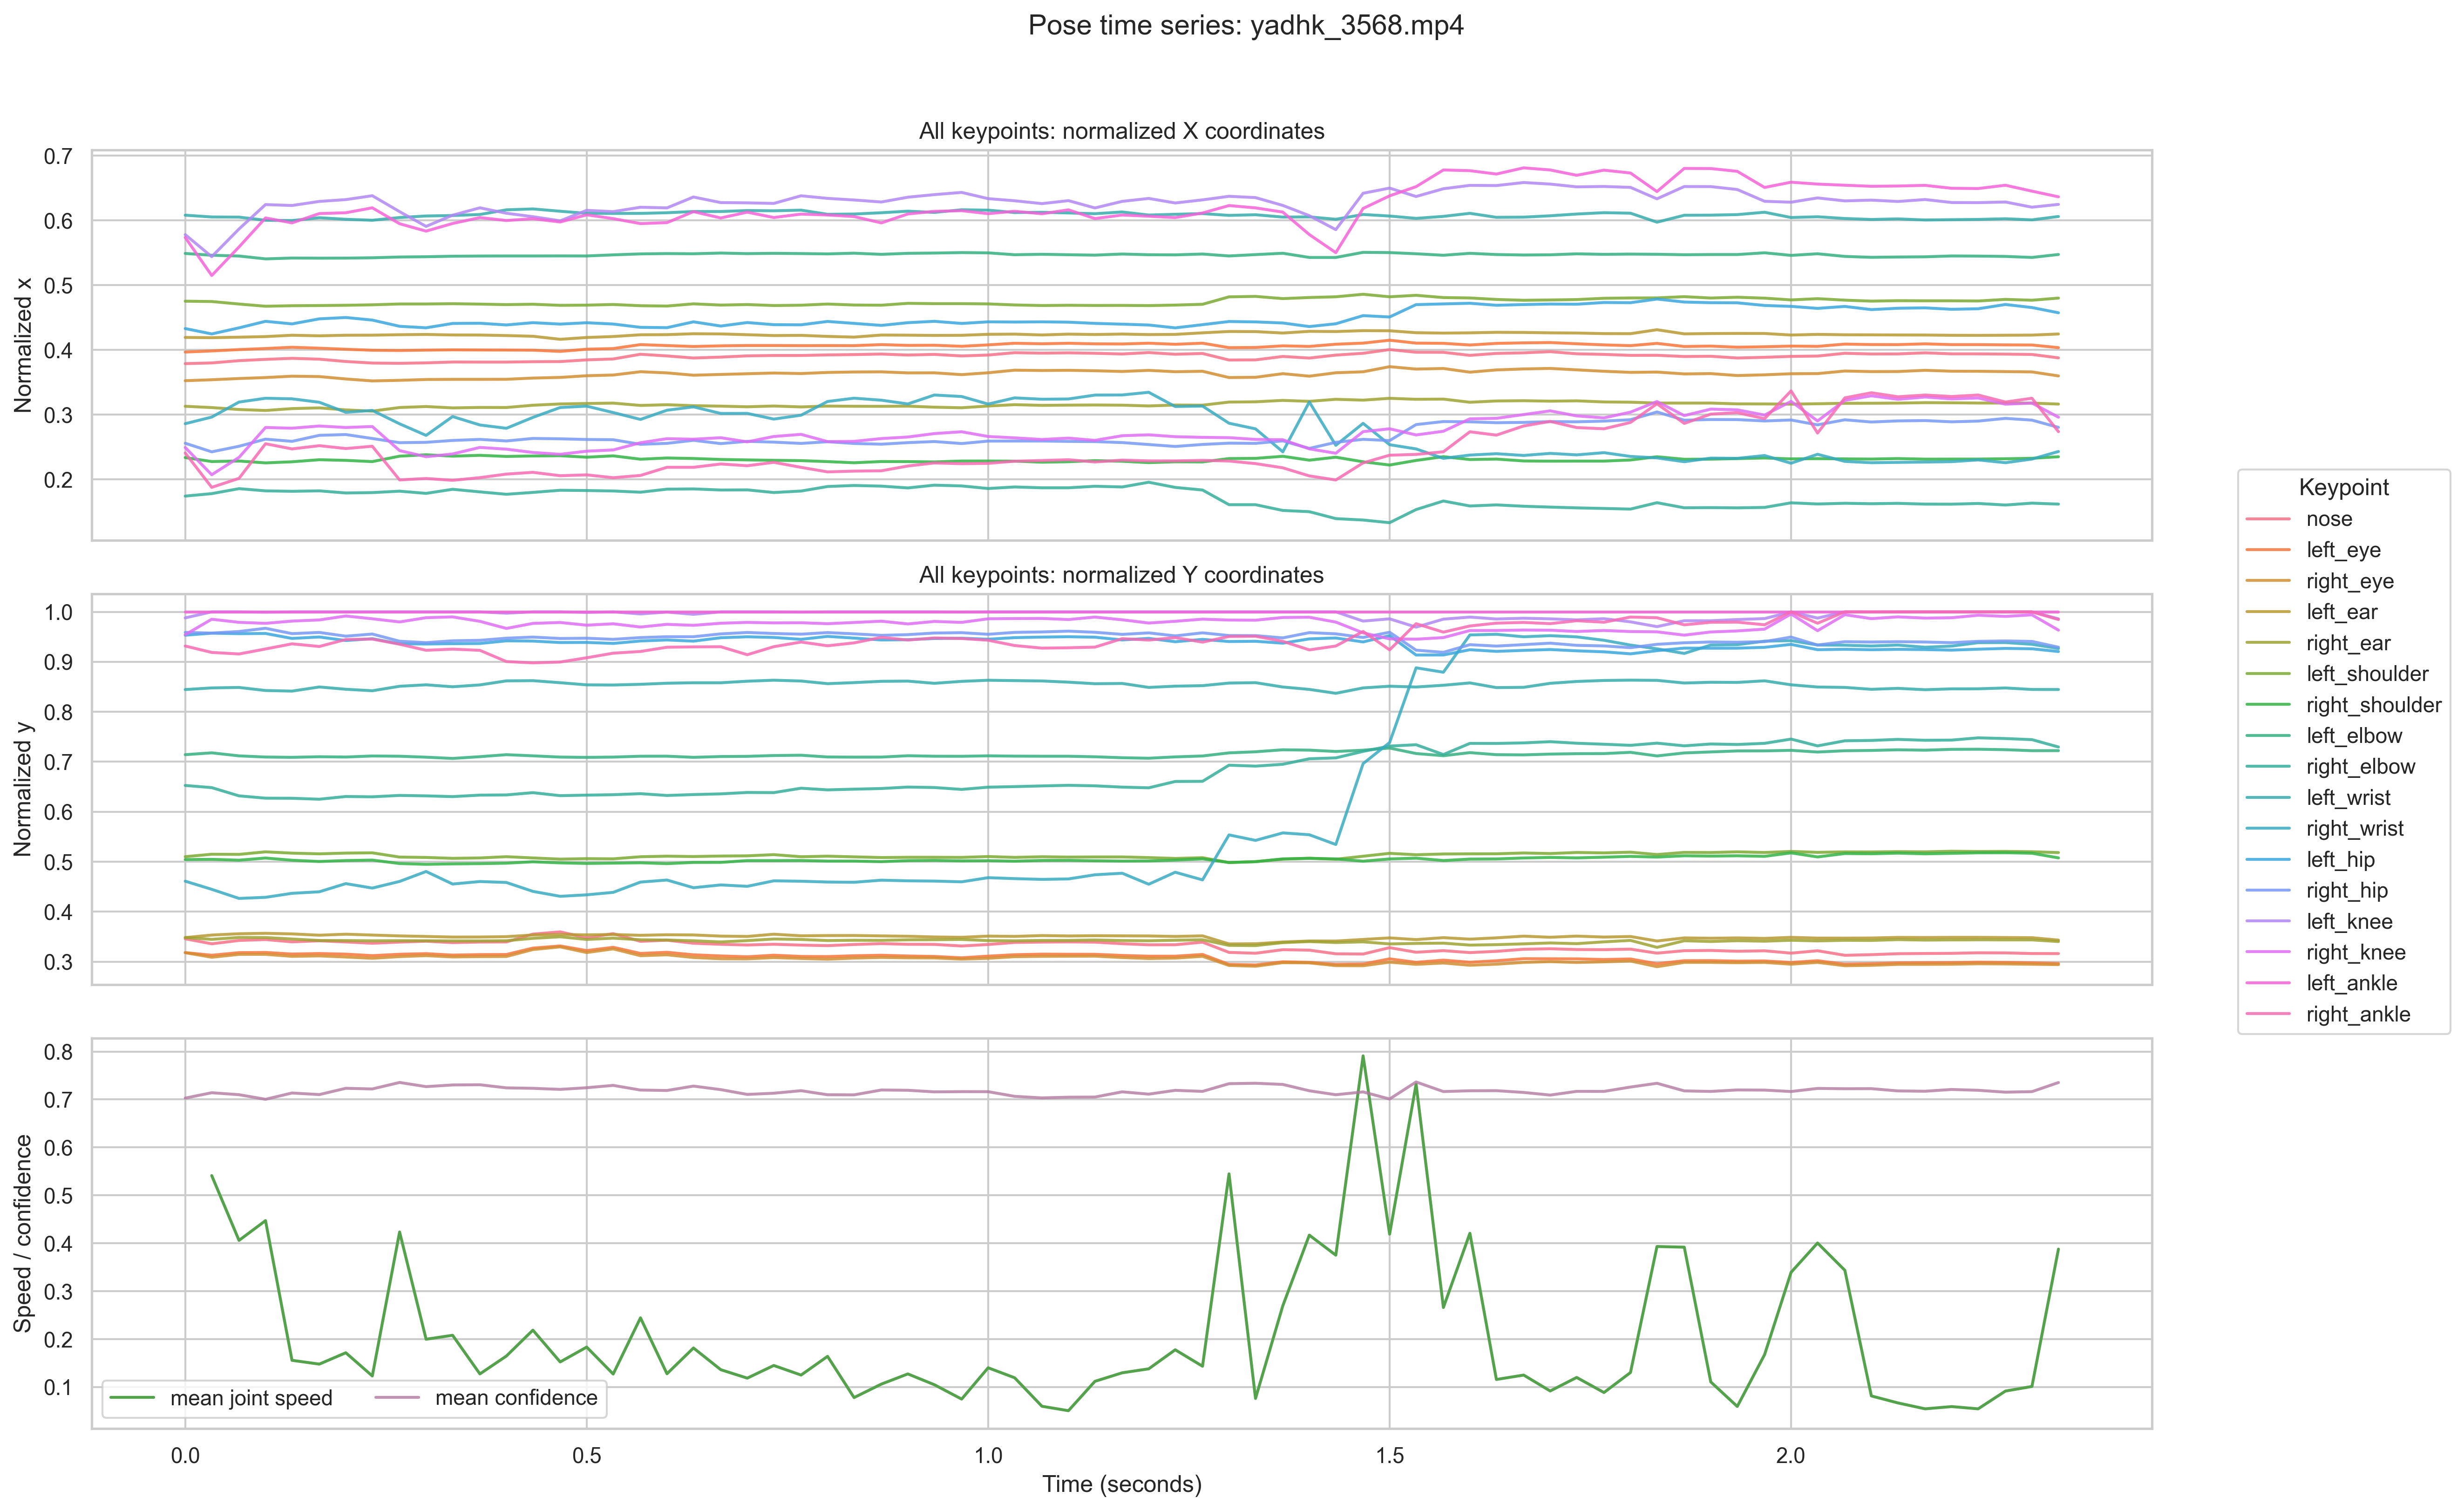 Pose time series: yadhk_3568.mp4
All keypoints: normalized X coordinates
Normalized x
0.7
0.6
0.5
0.4
0.3
0.2
All keypoints: normalized Y coordinates
Normalized y
1.0
0.9
0.8
0.7
0.6
0.5
0.4
0.3
Speed / confidence
0.8
0.7
0.6
0.5
0.4
0.3
0.2
0.1
mean joint speed
mean confidence
0.0
0.5
1.0
1.5
2.0
Time (seconds)
Keypoint
nose
left_eye
right_eye
left_ear
right_ear
left_shoulder
right_shoulder
left_elbow
right_elbow
left_wrist
right_wrist
left_hip
right_hip
left_knee
right_knee
left_ankle
right_ankle